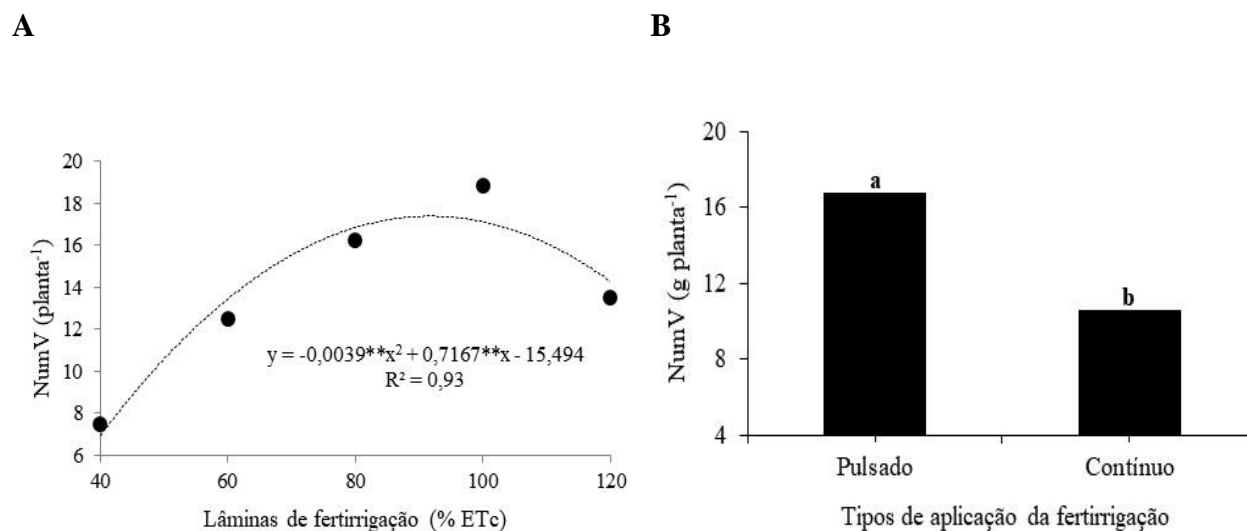 A
20
18
16
14
12
10
8
6
NumV (planta⁻¹)
y = -0,0039**x² + 0,7167**x - 15,494
R² = 0,93
40 60 80 100 120
Lâminas de fertirrigação (% ETc)
B
20
16
12
8
4
NumV (g planta⁻¹)
a
b
Pulsado Contínuo
Tipos de aplicação da fertirrigação